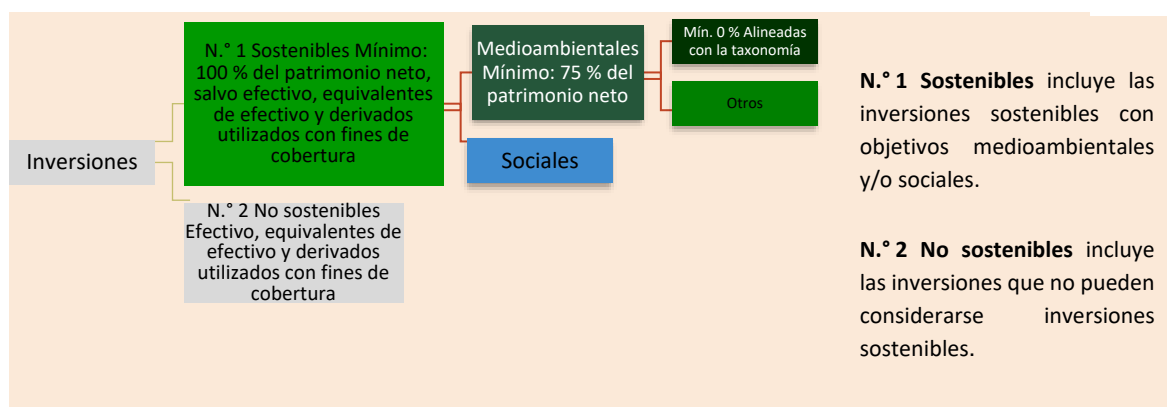 Inversiones
N.° 1 Sostenibles Mínimo:
100 % del patrimonio neto,
salvo efectivo, equivalentes
de efectivo y derivados
utilizados con fines de
cobertura
N.° 2 No sostenibles
Efectivo, equivalentes de
efectivo y derivados
utilizados con fines de
cobertura
Medioambientales
Mínimo: 75 % del
patrimonio neto
Sociales
Mín. 0 % Alineadas
con la taxonomía
Otros
N.° 1 Sostenibles incluye las
inversiones sostenibles con
objetivos medioambientales
y/o sociales.
N.° 2 No sostenibles incluye
las inversiones que no pueden
considerarse inversiones
sostenibles.